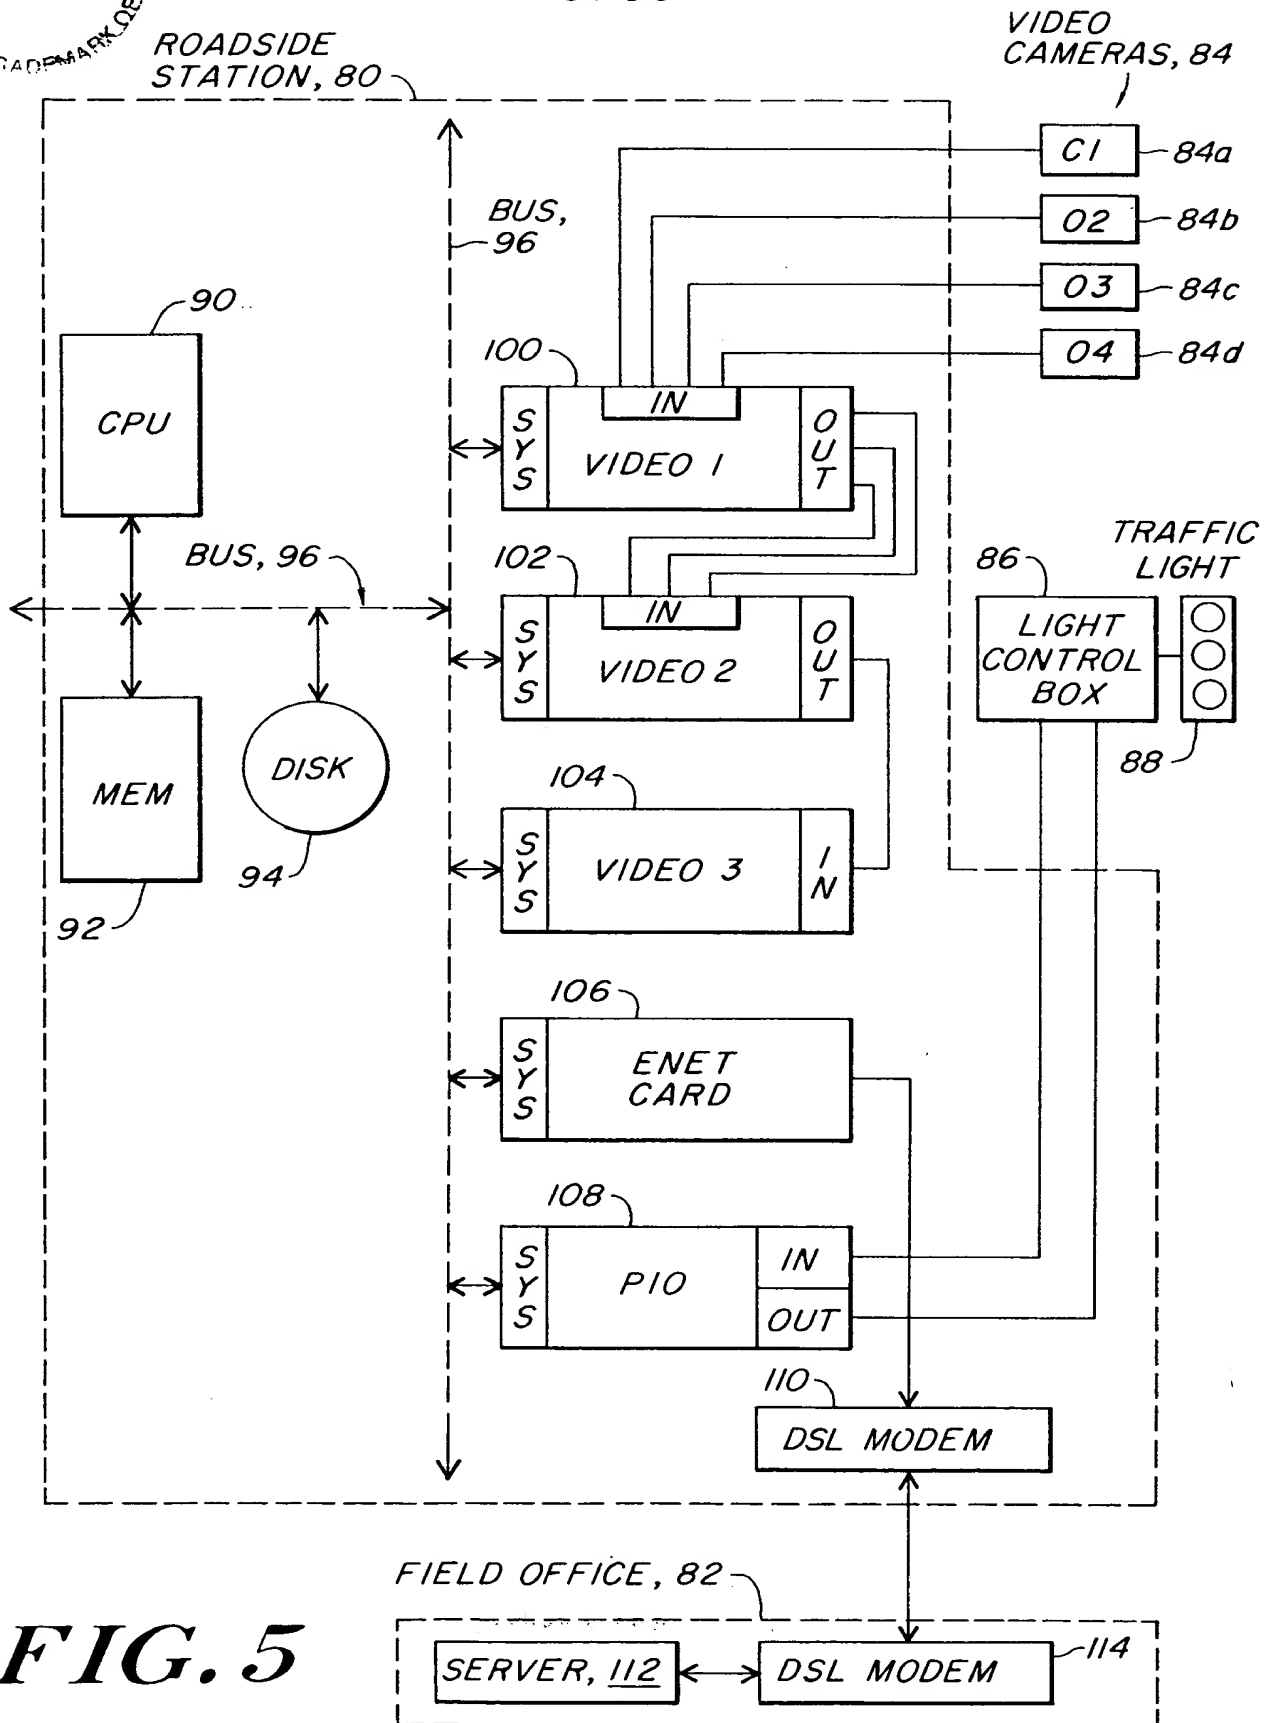 ROADSIDE
STATION, 80
VIDEO
CAMERAS, 84
C1
84a
BUS,
96
O2
84b
O3
84c
O4
84d
90
CPU
100
IN
SYS
VIDEO 1
OUT
BUS, 96
102
IN
SYS
VIDEO 2
OUT
86
TRAFFIC
LIGHT
LIGHT
CONTROL
BOX
88
MEM
92
DISK
94
104
SYS
VIDEO 3
IN
106
SYS
ENET
CARD
108
SYS
PIO
IN
OUT
110
DSL MODEM
FIELD OFFICE, 82
SERVER, 112
DSL MODEM
114
FIG. 5